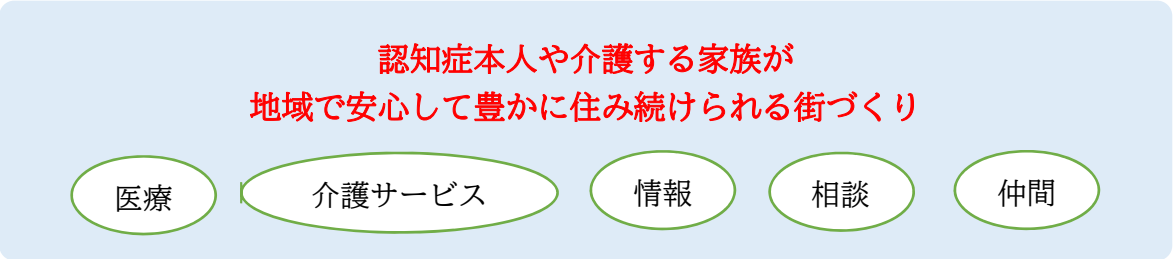 認知症本人や介護する家族が
地域で安心して豊かに住み続けられる街づくり
医療 介護サービス 情報 相談 仲間